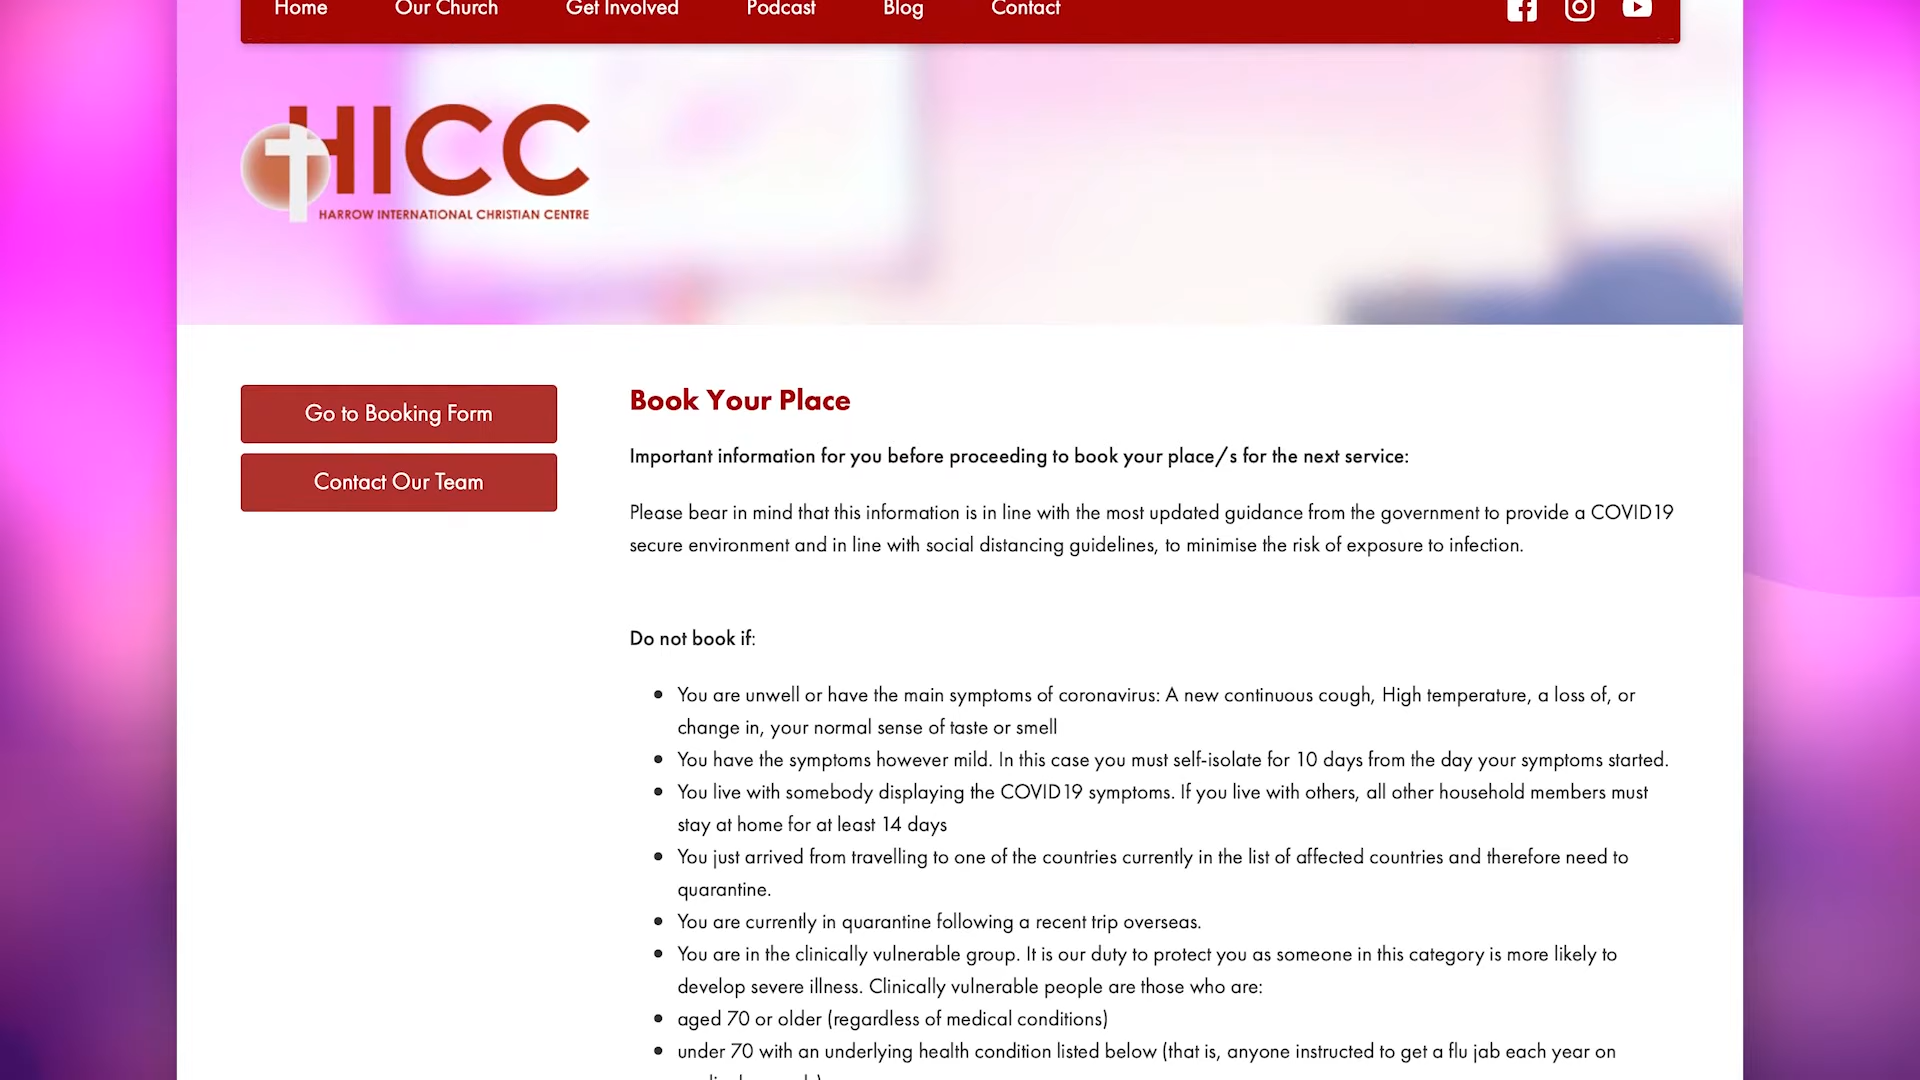 Home Our Church Get Involved Podcast Blog Contact
HICC
HARROW INTERNATIONAL CHRISTIAN CENTRE
Go to Booking Form
Contact Our Team
Book Your Place
Important information for you before proceeding to book your place/s for the next service:
Please bear in mind that this information is in line with the most updated guidance from the government to provide a COVID19
secure environment and in line with social distancing guidelines, to minimise the risk of exposure to infection.
Do not book if:
• You are unwell or have the main symptoms of coronavirus: A new continuous cough, High temperature, a loss of, or
change in, your normal sense of taste or smell
• You have the symptoms however mild. In this case you must self-isolate for 10 days from the day your symptoms started.
• You live with somebody displaying the COVID19 symptoms. If you live with others, all other household members must
stay at home for at least 14 days
• You just arrived from travelling to one of the countries currently in the list of affected countries and therefore need to
quarantine.
• You are currently in quarantine following a recent trip overseas.
• You are in the clinically vulnerable group. It is our duty to protect you as someone in this category is more likely to
develop severe illness. Clinically vulnerable people are those who are:
• aged 70 or older (regardless of medical conditions)
• under 70 with an underlying health condition listed below (that is, anyone instructed to get a flu jab each year on